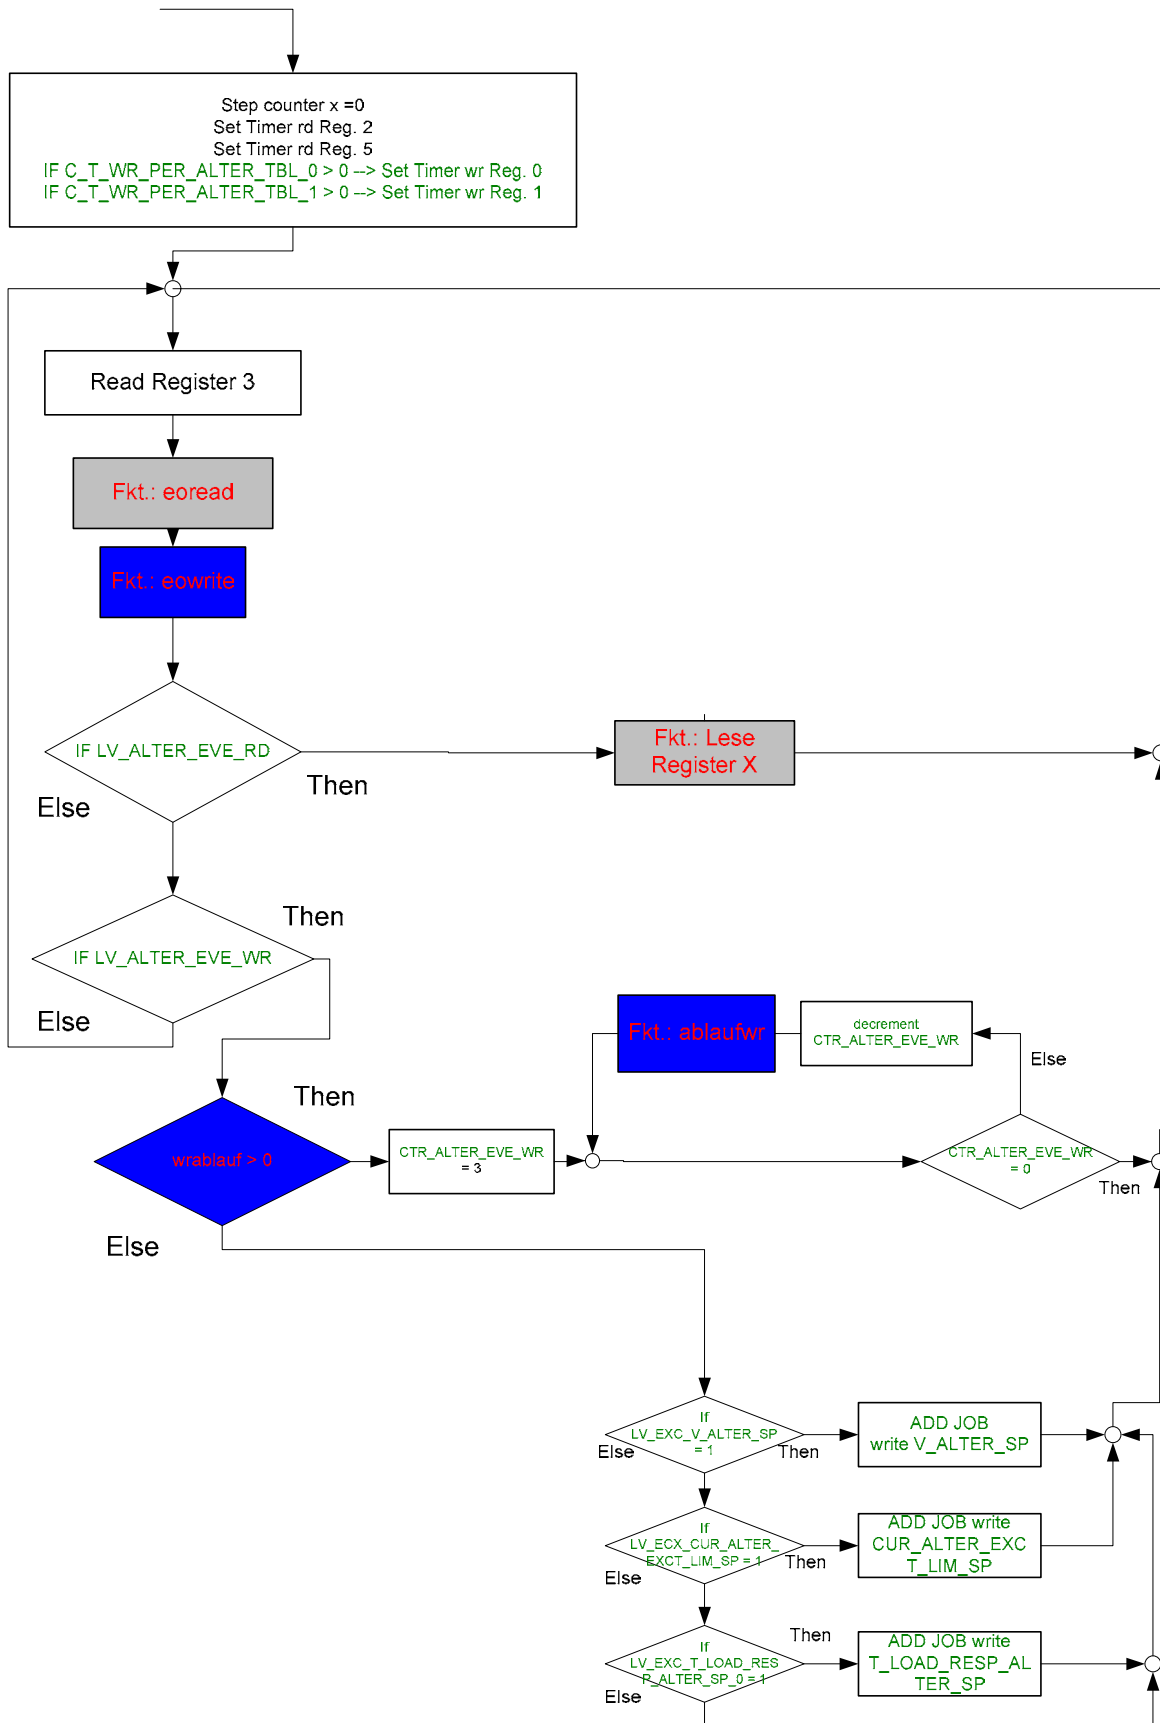 Step counter x =0
Set Timer rd Reg. 2
Set Timer rd Reg. 5
IF C_T_WR_PER_ALTER_TBL_0 > 0 --> Set Timer wr Reg. 0
IF C_T_WR_PER_ALTER_TBL_1 > 0 --> Set Timer wr Reg. 1
Read Register 3
Fkt.: eoread
Fkt.: eowrite
IF LV_ALTER_EVE_RD
Then
Else
Fkt.: Lese
Register X
IF LV_ALTER_EVE_WR
Then
Else
wrablauf > 0
Then
Else
CTR_ALTER_EVE_WR
= 3
Fkt.: ablaufwr
decrement
CTR_ALTER_EVE_WR
Else
CTR_ALTER_EVE_WR
= 0
Then
If
LV_EXC_V_ALTER_SP
= 1
Else
Then
ADD JOB
write V_ALTER_SP
If
LV_ECX_CUR_ALTER_
EXCT_LIM_SP = 1
Else
Then
ADD JOB write
CUR_ALTER_EXC
T_LIM_SP
If
LV_EXC_T_LOAD_RES
P_ALTER_SP_0 = 1
Else
Then
ADD JOB write
T_LOAD_RESP_AL
TER_SP